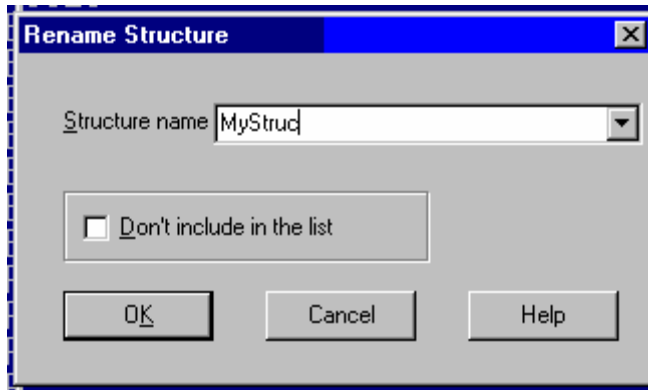 Rename Structure
Structure name MyStruc
Don't include in the list
OK Cancel Help